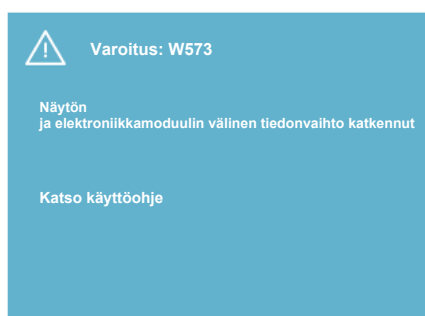 Varoitus: W573
Näytön
ja elektroniikkamoduulin välinen tiedonvaihto katkennut
Katso käyttöohje